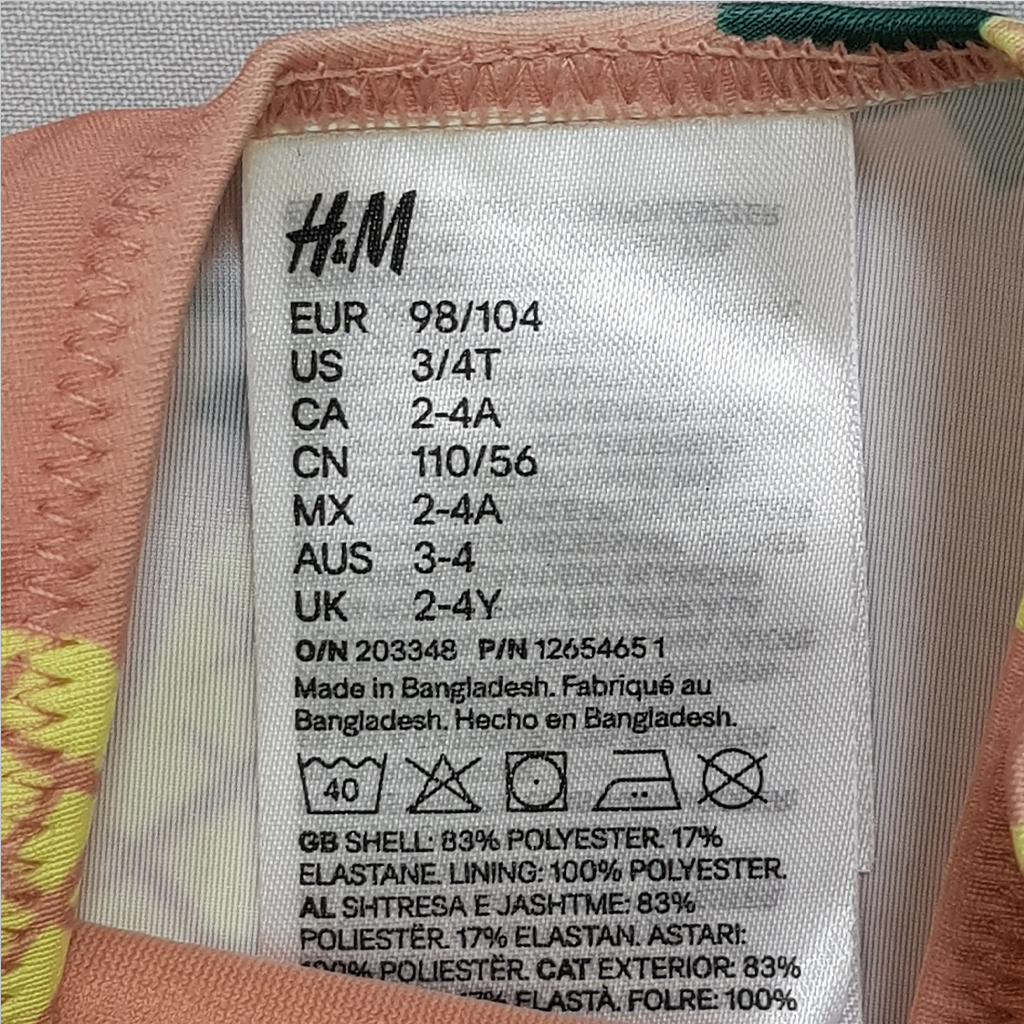 H&M
EUR 98/104
US 3/4T
CA 2-4A
CN 110/56
MX 2-4A
AUS 3-4
UK 2-4Y
O/N 203348 P/N 12654651
Made in Bangladesh. Fabriqué au
Bangladesh. Hecho en Bangladesh.
40
GB SHELL: 83% POLYESTER. 17%
ELASTANE. LINING: 100% POLYESTER.
AL SHTRESA E JASHTME: 83%
POLIESTËR. 17% ELASTAN. ASTARI:
100% POLIESTËR. CAT EXTERIOR: 83%
17% ELASTÀ. FOLRE: 100%